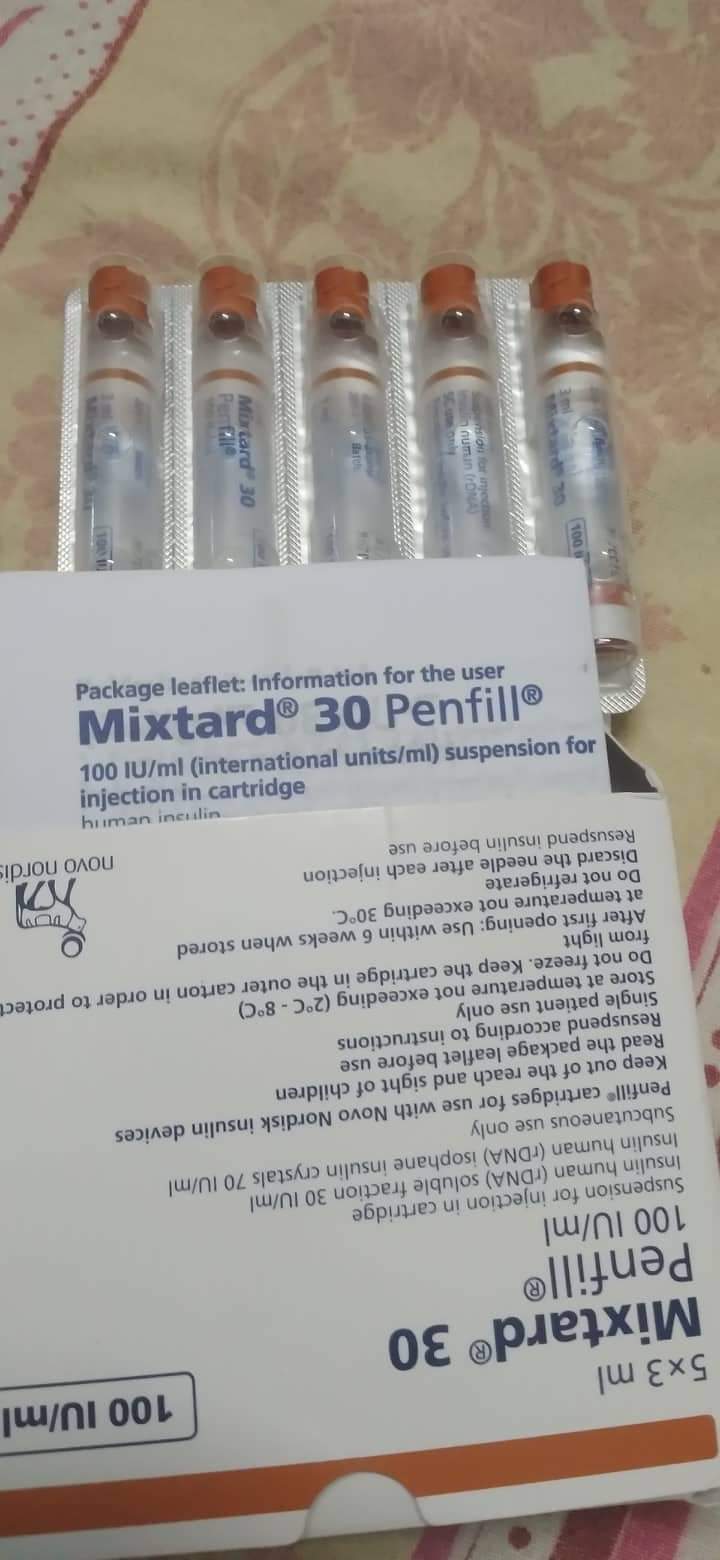 Mixtard® 30
Penfill®
3 ml
100 I
Package leaflet: Information for the user
Mixtard® 30 Penfill®
100 IU/ml (international units/ml) suspension for
injection in cartridge
human insulin
100 IU/ml
5x3 ml
Mixtard® 30
Penfill®
100 IU/ml
Suspension for injection in cartridge
Insulin human (rDNA) soluble fraction 30 IU/ml
Insulin human (rDNA) isophane insulin crystals 70 IU/ml
Subcutaneous use only
Penfill® cartridges for use with Novo Nordisk insulin devices
Keep out of the reach and sight of children
Read the package leaflet before use
Resuspend according to instructions
Single patient use only
Store at temperature not exceeding (2°C - 8°C)
Do not freeze. Keep the cartridge in the outer carton in order to protect
from light
After first opening: Use within 6 weeks when stored
at temperature not exceeding 30°C.
Do not refrigerate
Discard the needle after each injection
Resuspend insulin before use
novo nordis